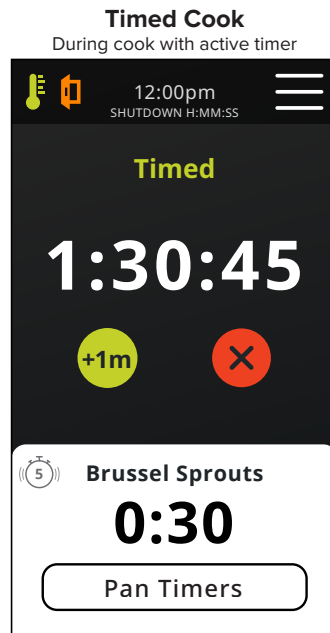 Timed Cook
During cook with active timer
12:00pm
SHUTDOWN H:MM:SS
Timed
1:30:45
+1m
5
Brussel Sprouts
0:30
Pan Timers